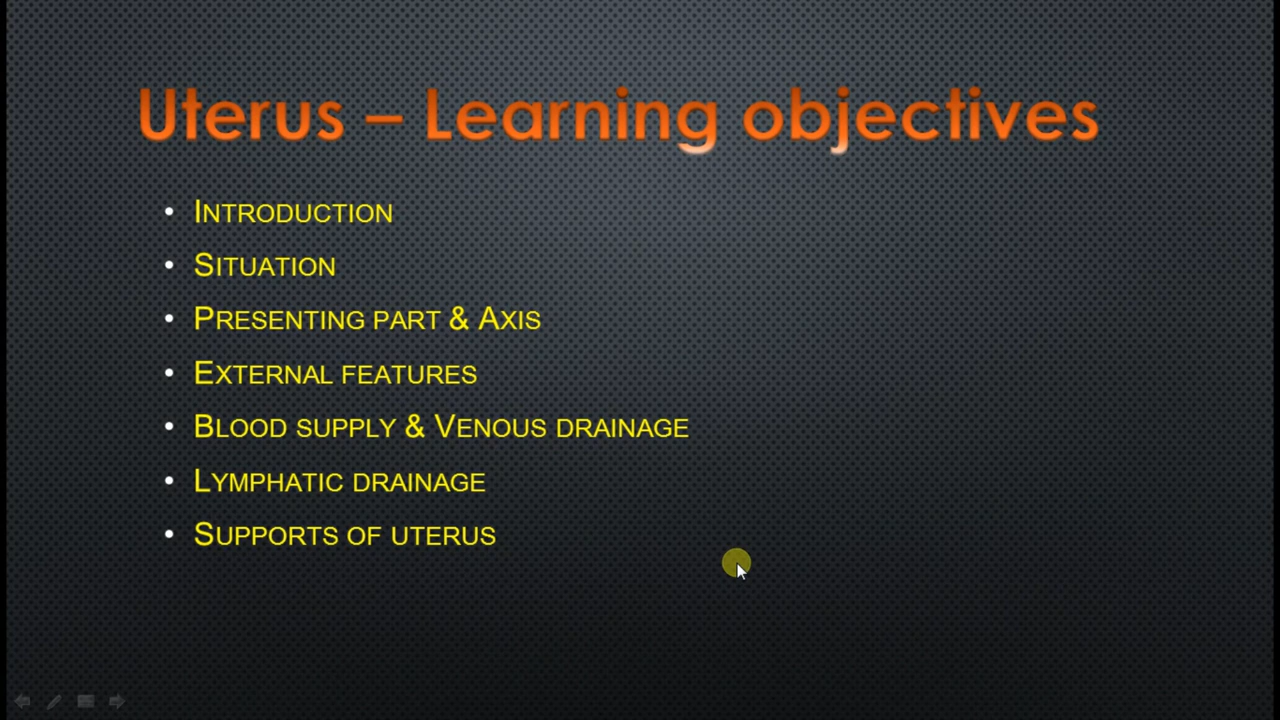 Uterus – Learning objectives
• Introduction
• Situation
• Presenting part & Axis
• External features
• Blood supply & Venous drainage
• Lymphatic drainage
• Supports of uterus